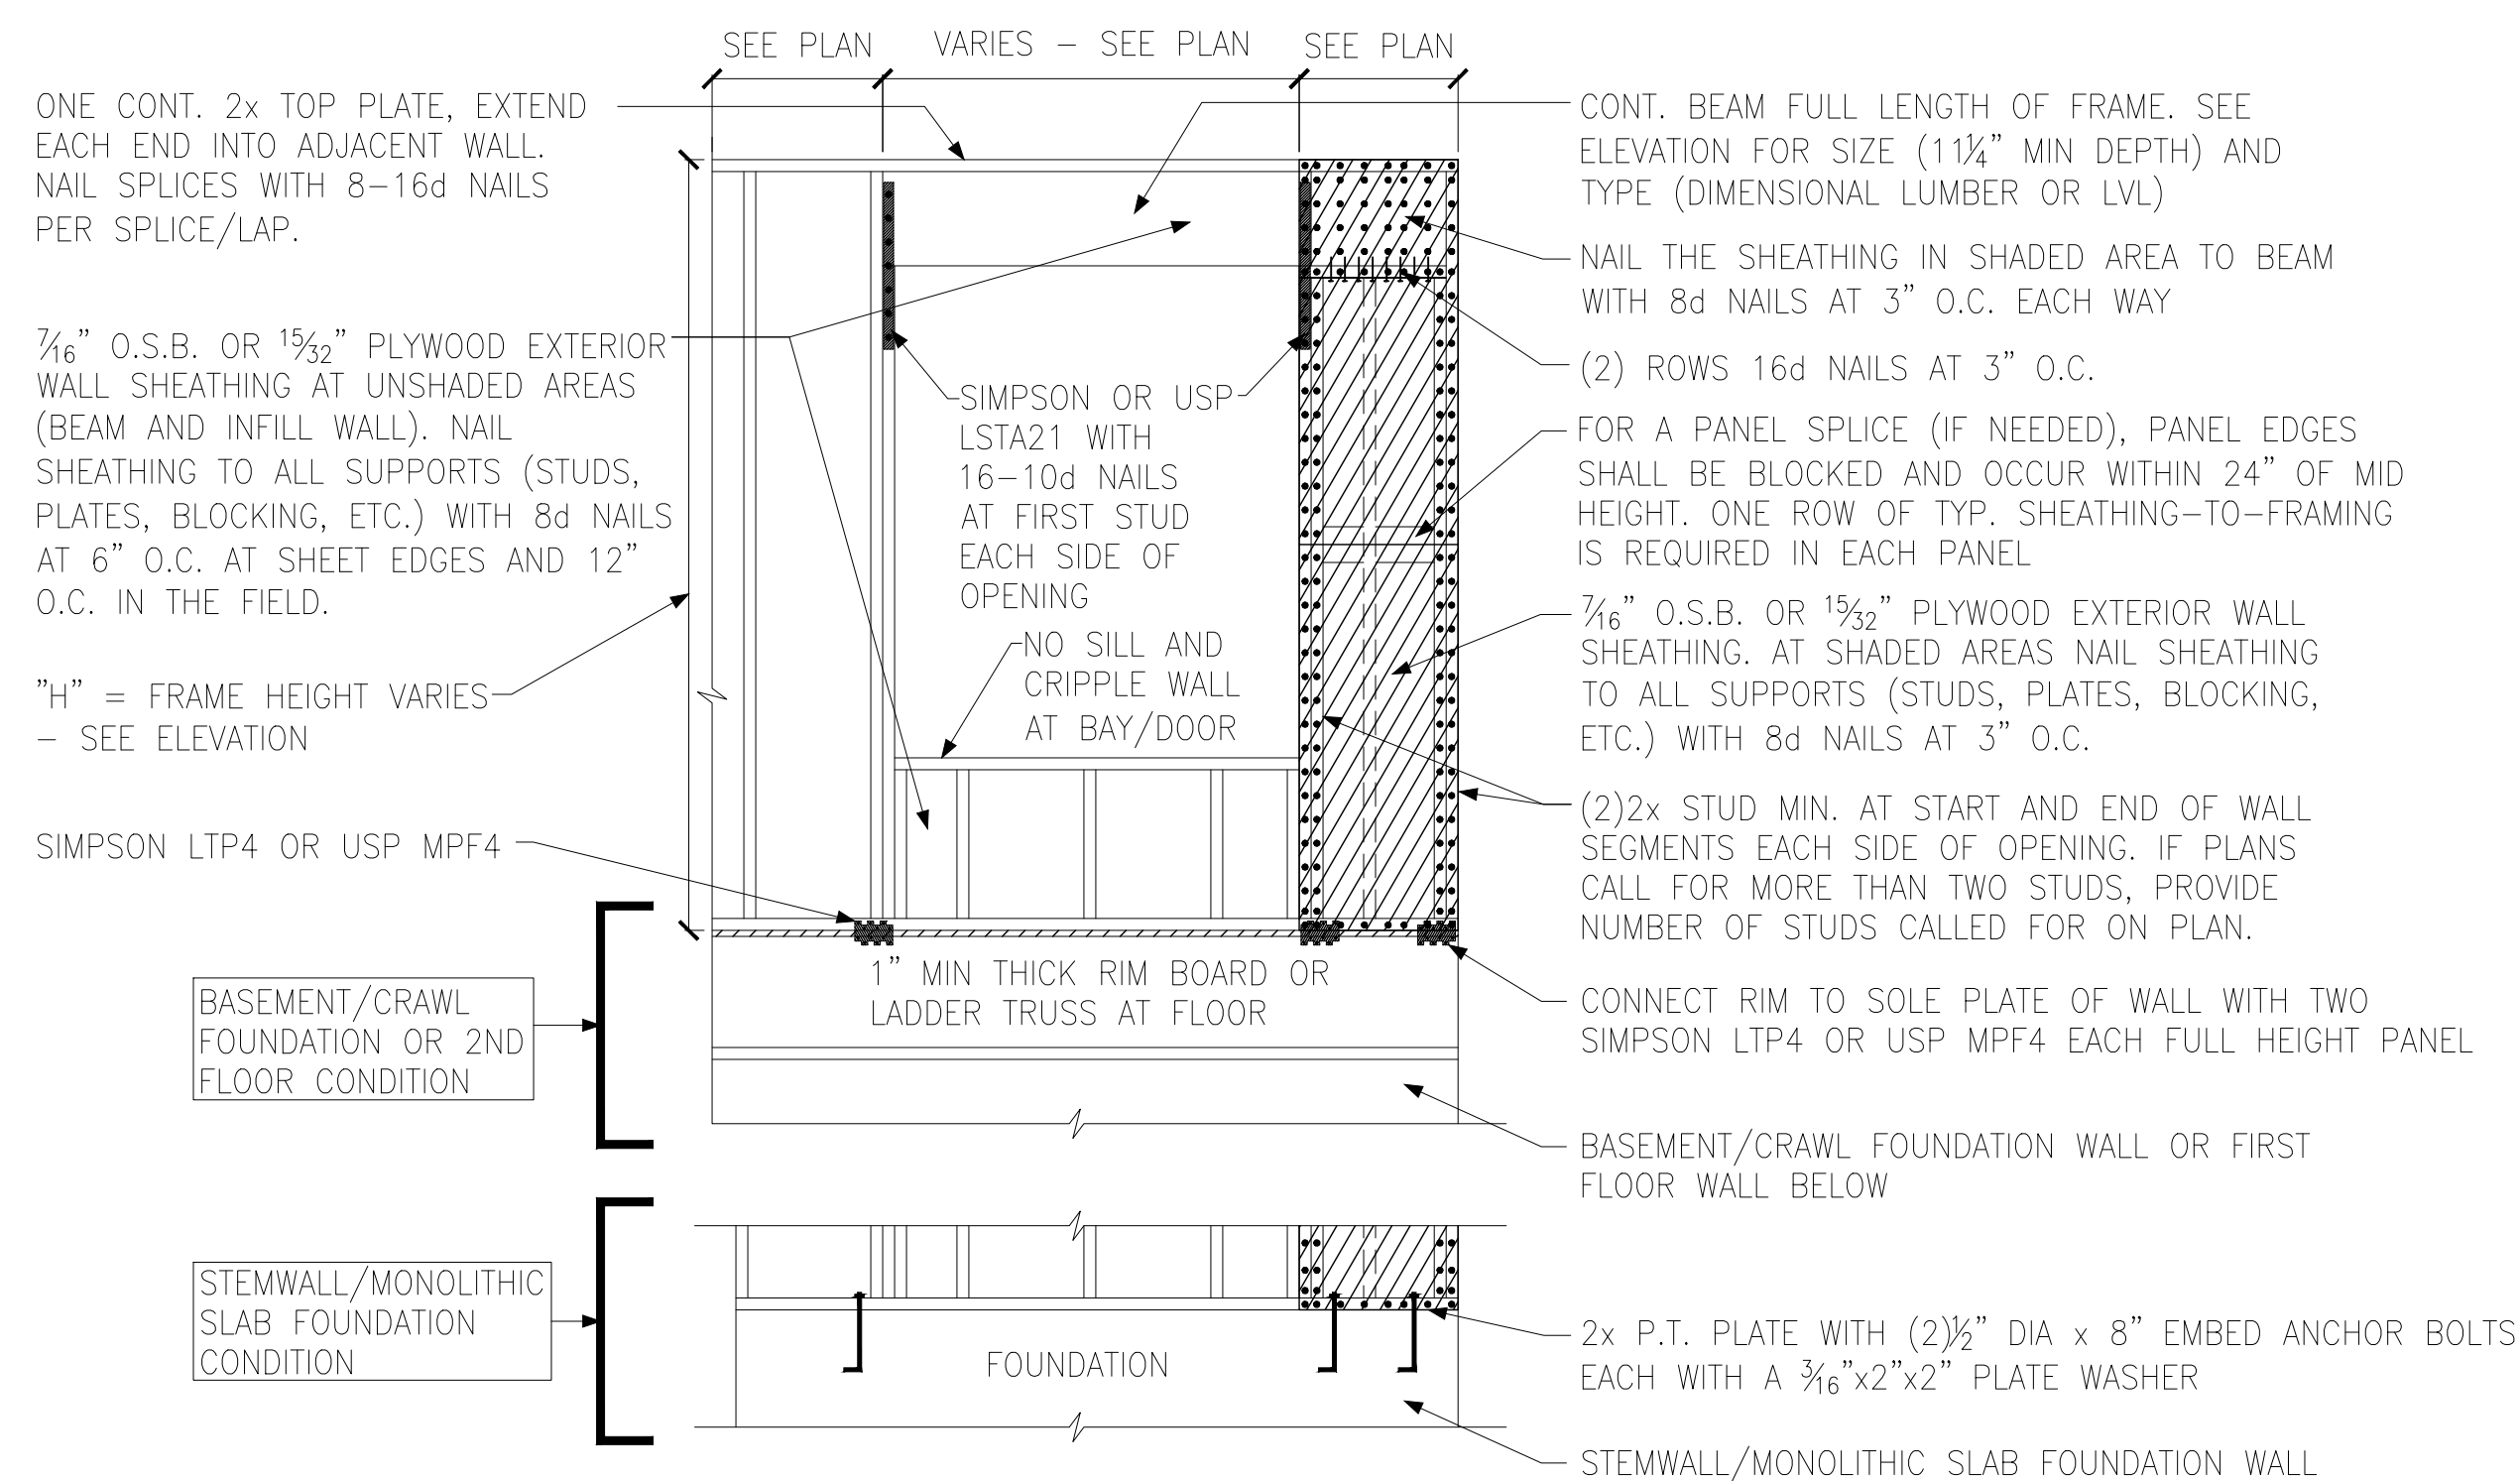 SEE PLAN
VARIES – SEE PLAN
SEE PLAN
ONE CONT. 2x TOP PLATE, EXTEND
EACH END INTO ADJACENT WALL.
NAIL SPLICES WITH 8–16d NAILS
PER SPLICE/LAP.
7/16" O.S.B. OR 15/32" PLYWOOD EXTERIOR
WALL SHEATHING AT UNSHADED AREAS
(BEAM AND INFILL WALL). NAIL
SHEATHING TO ALL SUPPORTS (STUDS,
PLATES, BLOCKING, ETC.) WITH 8d NAILS
AT 6" O.C. AT SHEET EDGES AND 12"
O.C. IN THE FIELD.
"H" = FRAME HEIGHT VARIES
– SEE ELEVATION
SIMPSON LTP4 OR USP MPF4
BASEMENT/CRAWL
FOUNDATION OR 2ND
FLOOR CONDITION
STEMWALL/MONOLITHIC
SLAB FOUNDATION
CONDITION
SIMPSON OR USP
LSTA21 WITH
16–10d NAILS
AT FIRST STUD
EACH SIDE OF
OPENING
NO SILL AND
CRIPPLE WALL
AT BAY/DOOR
1" MIN THICK RIM BOARD OR
LADDER TRUSS AT FLOOR
FOUNDATION
CONT. BEAM FULL LENGTH OF FRAME. SEE
ELEVATION FOR SIZE (11 1/4" MIN DEPTH) AND
TYPE (DIMENSIONAL LUMBER OR LVL)
NAIL THE SHEATHING IN SHADED AREA TO BEAM
WITH 8d NAILS AT 3" O.C. EACH WAY
(2) ROWS 16d NAILS AT 3" O.C.
FOR A PANEL SPLICE (IF NEEDED), PANEL EDGES
SHALL BE BLOCKED AND OCCUR WITHIN 24" OF MID
HEIGHT. ONE ROW OF TYP. SHEATHING–TO–FRAMING
IS REQUIRED IN EACH PANEL
7/16" O.S.B. OR 15/32" PLYWOOD EXTERIOR WALL
SHEATHING. AT SHADED AREAS NAIL SHEATHING
TO ALL SUPPORTS (STUDS, PLATES, BLOCKING,
ETC.) WITH 8d NAILS AT 3" O.C.
(2)2x STUD MIN. AT START AND END OF WALL
SEGMENTS EACH SIDE OF OPENING. IF PLANS
CALL FOR MORE THAN TWO STUDS, PROVIDE
NUMBER OF STUDS CALLED FOR ON PLAN.
CONNECT RIM TO SOLE PLATE OF WALL WITH TWO
SIMPSON LTP4 OR USP MPF4 EACH FULL HEIGHT PANEL
BASEMENT/CRAWL FOUNDATION WALL OR FIRST
FLOOR WALL BELOW
2x P.T. PLATE WITH (2)1/2" DIA x 8" EMBED ANCHOR BOLTS
EACH WITH A 3/16"x2"x2" PLATE WASHER
STEMWALL/MONOLITHIC SLAB FOUNDATION WALL